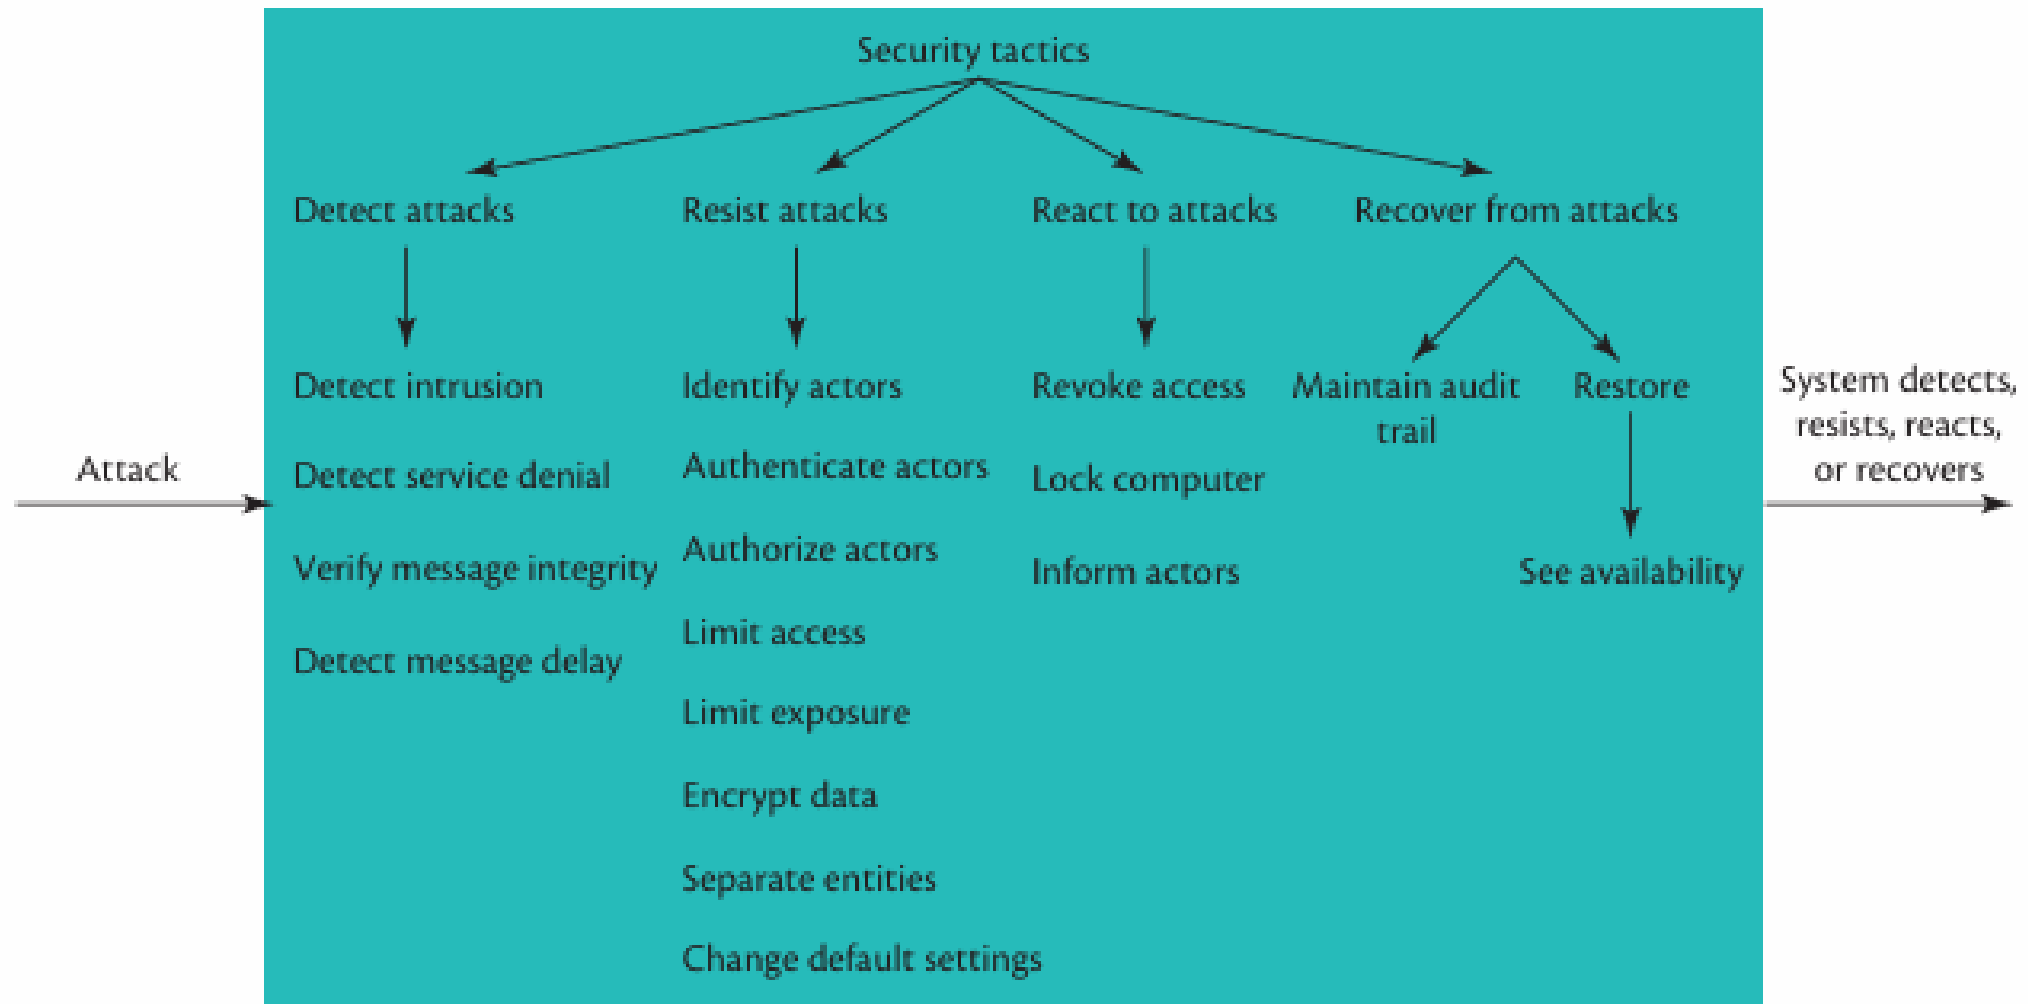 Security tactics
Detect attacks
Resist attacks
React to attacks
Recover from attacks
Attack
Detect intrusion
Detect service denial
Verify message integrity
Detect message delay
Identify actors
Authenticate actors
Authorize actors
Limit access
Limit exposure
Encrypt data
Separate entities
Change default settings
Revoke access
Lock computer
Inform actors
Maintain audit
trail
Restore
See availability
System detects,
resists, reacts,
or recovers